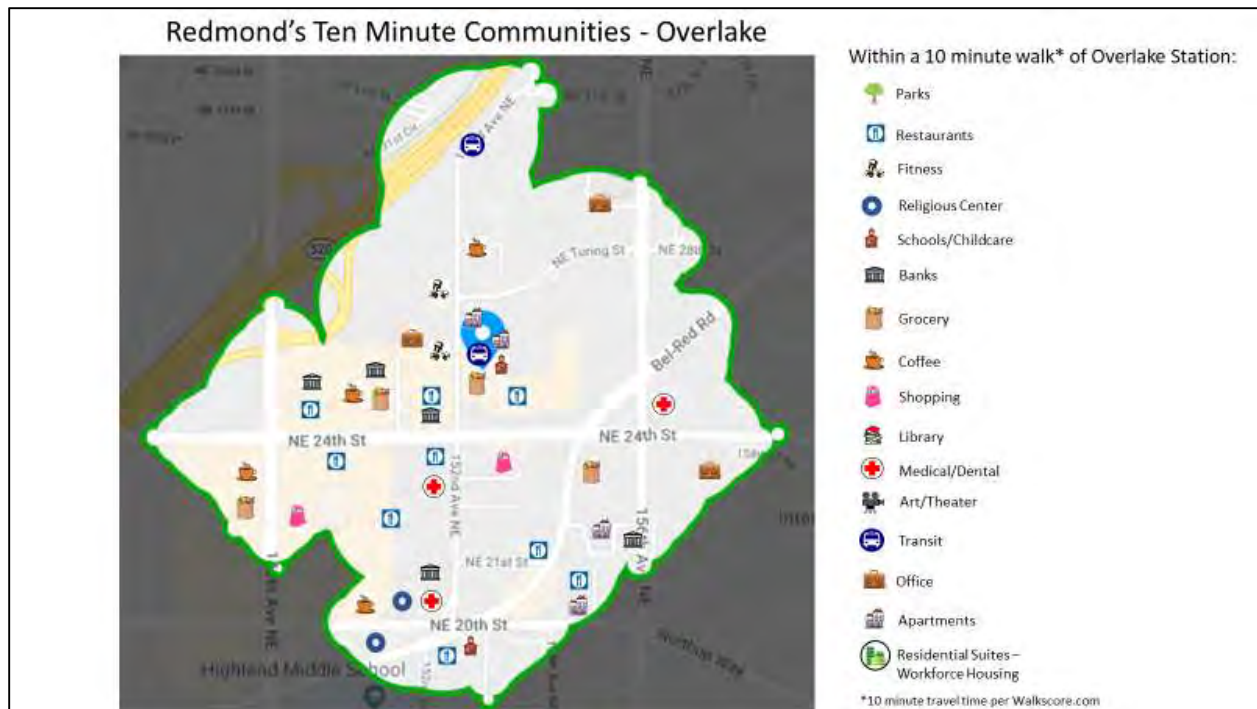 Redmond's Ten Minute Communities - Overlake
Within a 10 minute walk* of Overlake Station:
Parks
Restaurants
Fitness
Religious Center
Schools/Childcare
Banks
Grocery
Coffee
Shopping
Library
Medical/Dental
Art/Theater
Transit
Office
Apartments
Residential Suites –
Workforce Housing
*10 minute travel time per Walkscore.com
520
NE Turing St
NE 28th St
Bel-Red Rd
NE 24th St
NE 24th St
152nd Ave NE
NE 21st St
NE 20th St
Northup Way
Highland Middle School